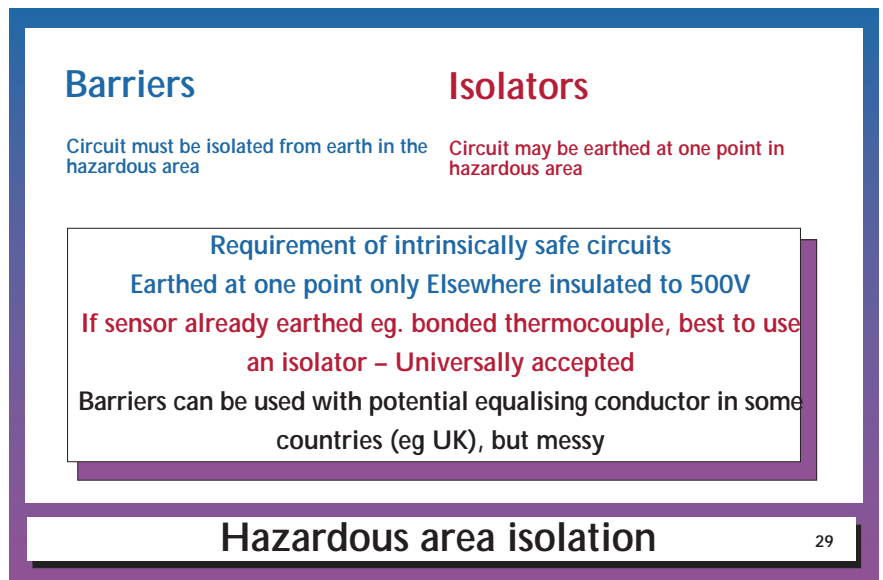 Barriers
Circuit must be isolated from earth in the
hazardous area
Isolators
Circuit may be earthed at one point in
hazardous area
Requirement of intrinsically safe circuits
Earthed at one point only Elsewhere insulated to 500V
If sensor already earthed eg. bonded thermocouple, best to use
an isolator – Universally accepted
Barriers can be used with potential equalising conductor in some
countries (eg UK), but messy
Hazardous area isolation
29